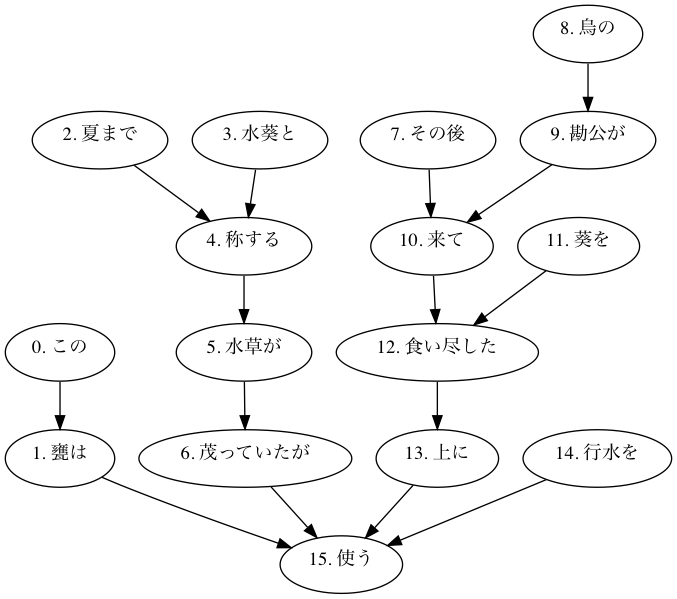 8. 烏の
2. 夏まで
3. 水葵と
7. その後
9. 勘公が
4. 称する
10. 来て
11. 葵を
0. この
5. 水草が
12. 食い尽した
1. 甕は
6. 茂っていたが
13. 上に
14. 行水を
15. 使う